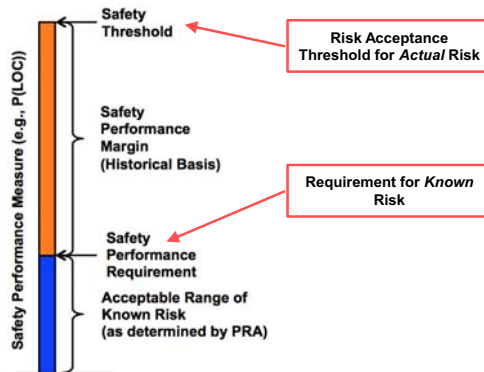 Safety Performance Measure (e.g., P(LOC))
Safety
Threshold
Risk Acceptance
Threshold for Actual Risk
Safety
Performance
Margin
(Historical Basis)
Requirement for Known
Risk
Safety
Performance
Requirement
Acceptable Range of
Known Risk
(as determined by PRA)